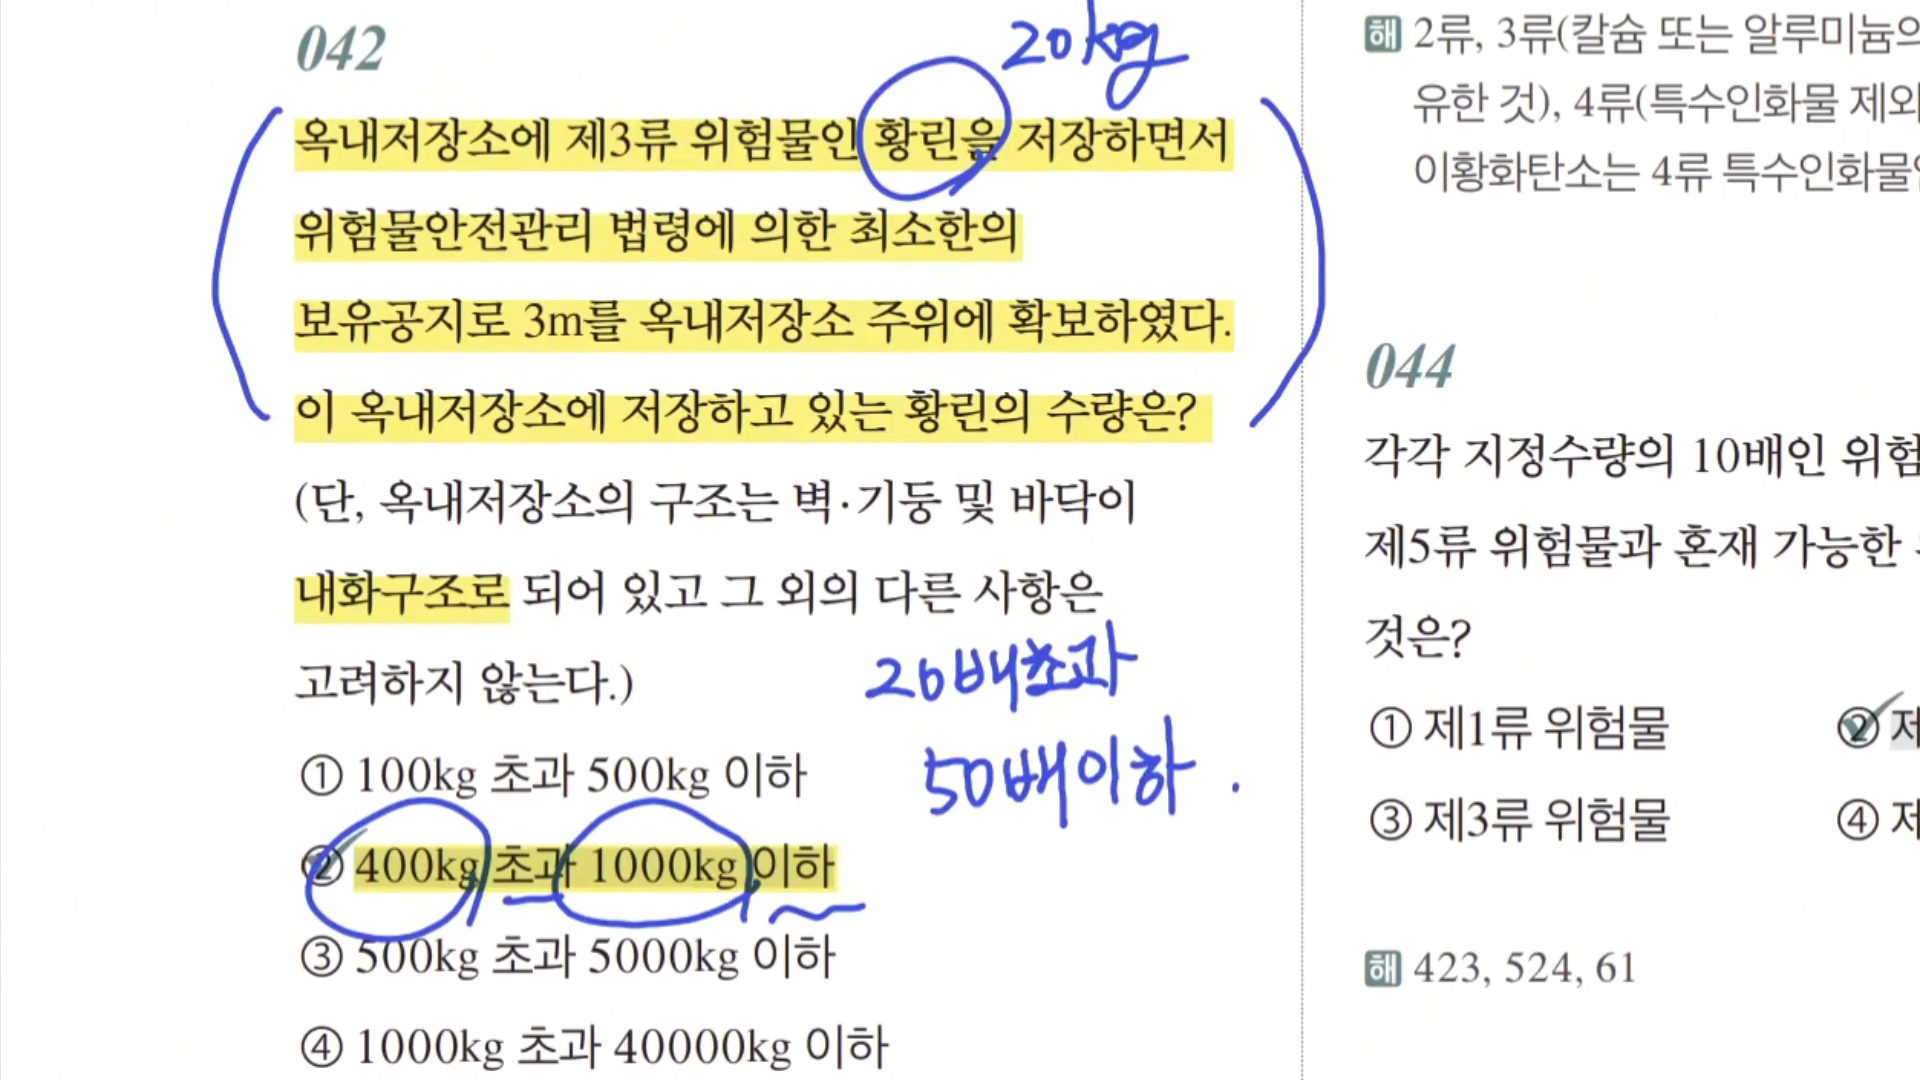 042
20kg
옥내저장소에 제3류 위험물인 황린을 저장하면서
위험물안전관리 법령에 의한 최소한의
보유공지로 3m를 옥내저장소 주위에 확보하였다.
이 옥내저장소에 저장하고 있는 황린의 수량은?
(단, 옥내저장소의 구조는 벽·기둥 및 바닥이
내화구조로 되어 있고 그 외의 다른 사항은
고려하지 않는다.)
20배초과
50배이하.
① 100kg 초과 500kg 이하
② 400kg 초과 1000kg 이하
③ 500kg 초과 5000kg 이하
④ 1000kg 초과 40000kg 이하
해 2류, 3류(칼슘 또는 알루미늄의
유한 것), 4류(특수인화물 제외
이황화탄소는 4류 특수인화물
044
각각 지정수량의 10배인 위험
제5류 위험물과 혼재 가능한
것은?
① 제1류 위험물 ② 제
③ 제3류 위험물 ④ 제
해 423, 524, 61